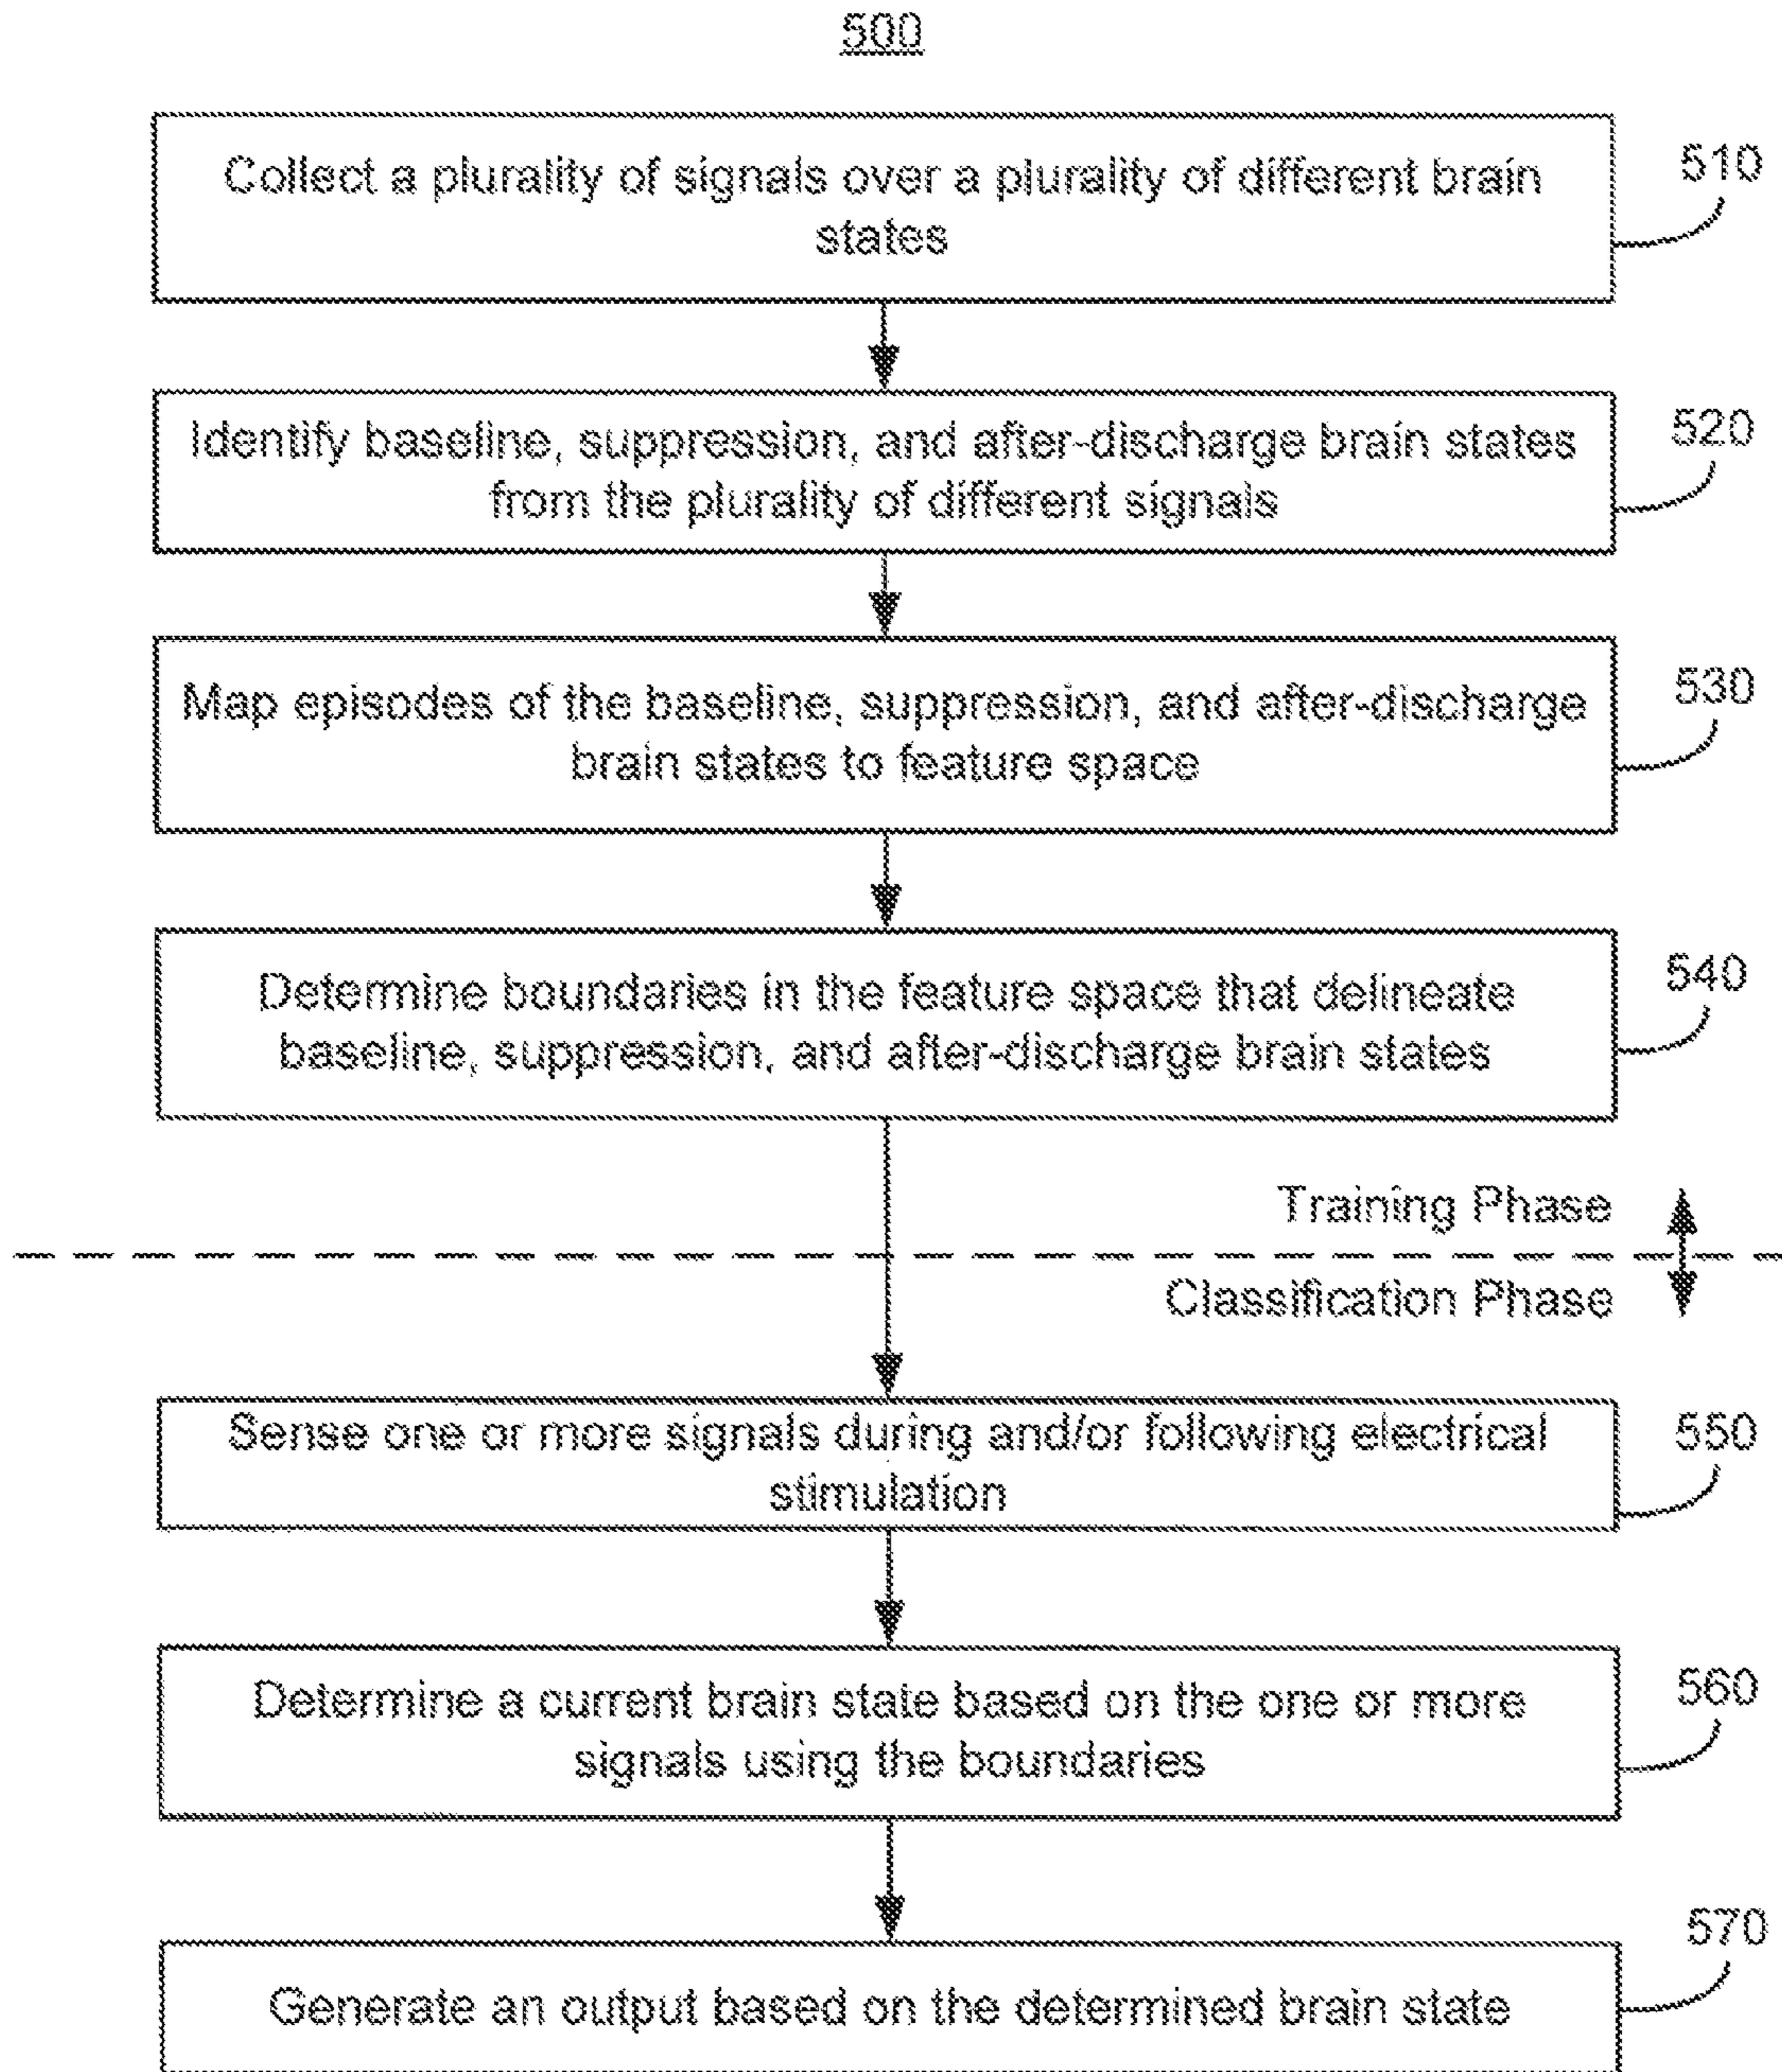 500
Collect a plurality of signals over a plurality of different brain
states
510
Identify baseline, suppression, and after-discharge brain states
from the plurality of different signals
520
Map episodes of the baseline, suppression, and after-discharge
brain states to feature space
530
Determine boundaries in the feature space that delineate
baseline, suppression, and after-discharge brain states
540
Training Phase
Classification Phase
Sense one or more signals during and/or following electrical
stimulation
550
Determine a current brain state based on the one or more
signals using the boundaries
560
Generate an output based on the determined brain state
570